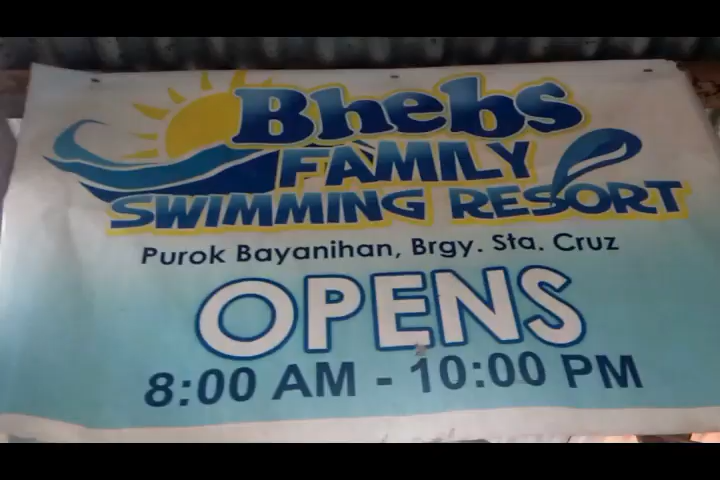 Bhebs
FAMILY
SWIMMING RESORT
Purok Bayanihan, Brgy. Sta. Cruz
OPENS
8:00 AM - 10:00 PM